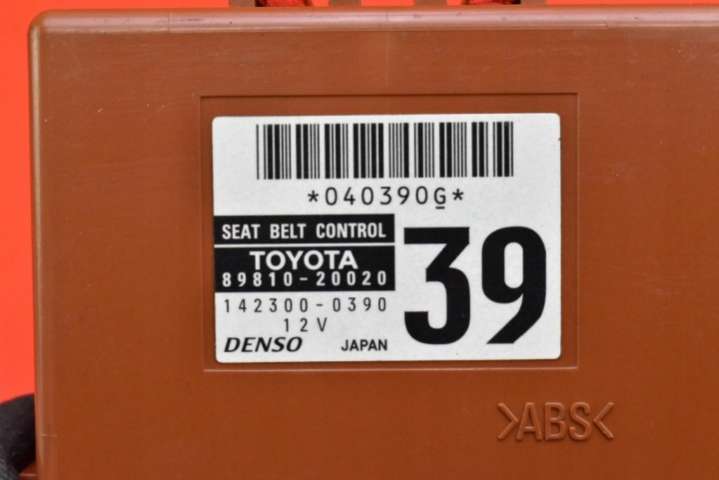 *040390G*
SEAT BELT CONTROL
TOYOTA
89810-20020
39
142300-0390
12V
DENSO JAPAN
>ABS<